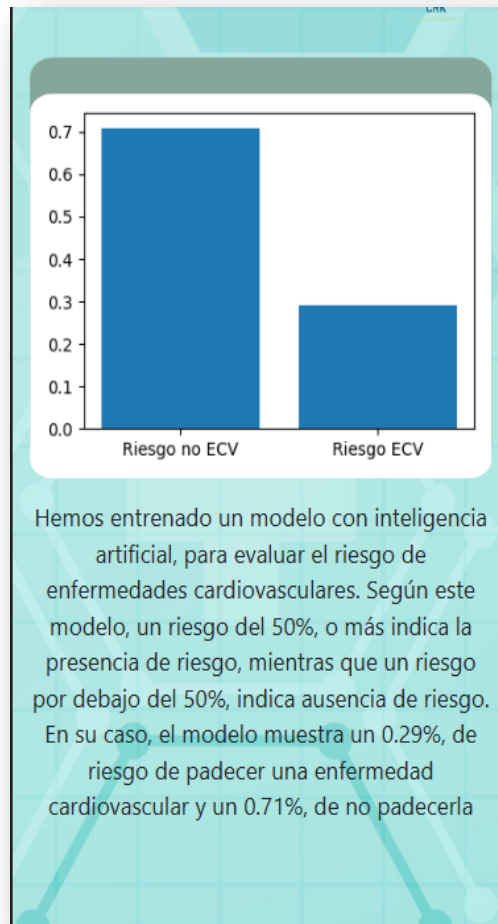 0.7
0.6
0.5
0.4
0.3
0.2
0.1
0.0
Riesgo no ECV Riesgo ECV
Hemos entrenado un modelo con inteligencia
artificial, para evaluar el riesgo de
enfermedades cardiovasculares. Según este
modelo, un riesgo del 50%, o más indica la
presencia de riesgo, mientras que un riesgo
por debajo del 50%, indica ausencia de riesgo.
En su caso, el modelo muestra un 0.29%, de
riesgo de padecer una enfermedad
cardiovascular y un 0.71%, de no padecerla